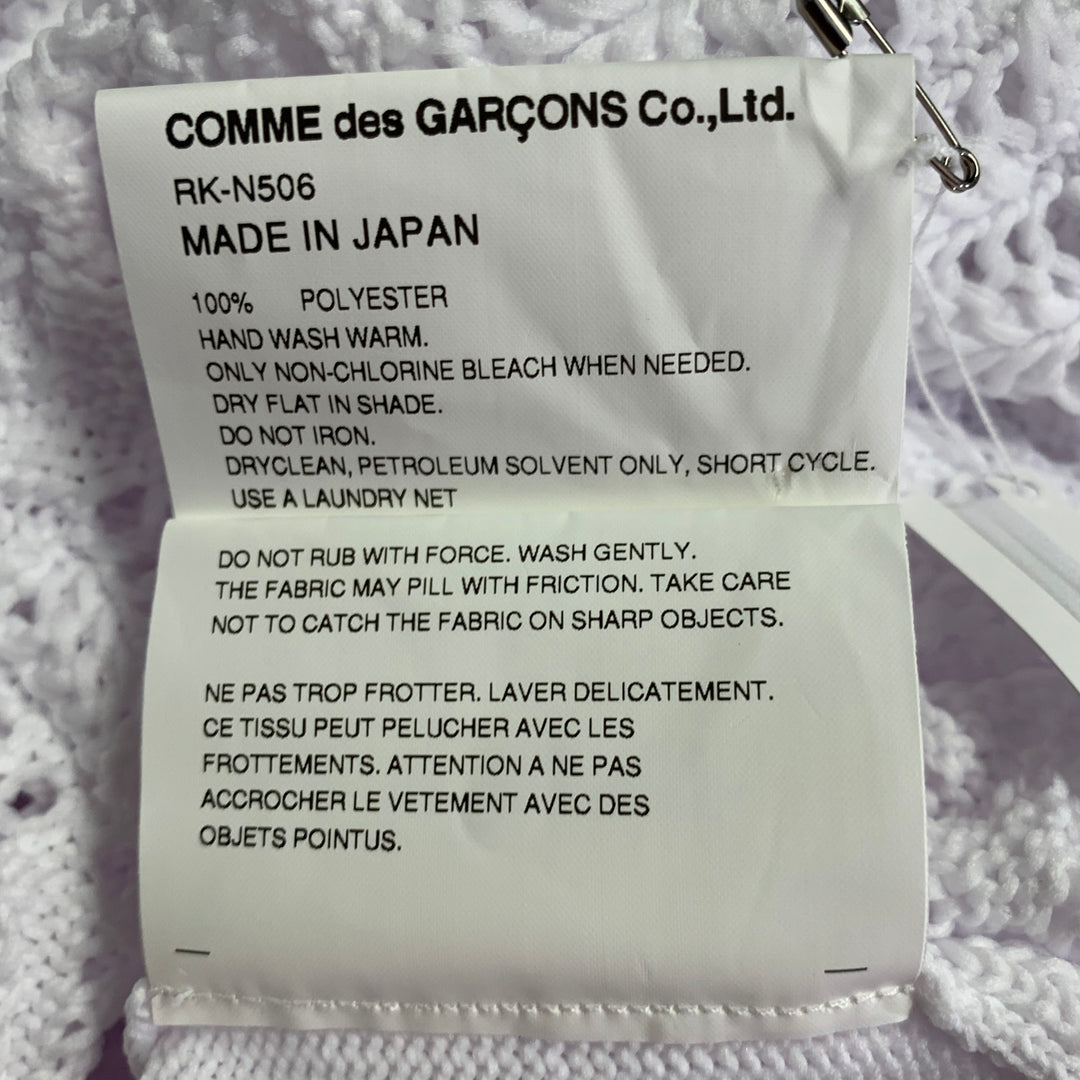 COMME des GARÇONS Co.,Ltd.
RK-N506
MADE IN JAPAN
100% POLYESTER
HAND WASH WARM.
ONLY NON-CHLORINE BLEACH WHEN NEEDED.
DRY FLAT IN SHADE.
DO NOT IRON.
DRYCLEAN, PETROLEUM SOLVENT ONLY, SHORT CYCLE.
USE A LAUNDRY NET
DO NOT RUB WITH FORCE. WASH GENTLY.
THE FABRIC MAY PILL WITH FRICTION. TAKE CARE
NOT TO CATCH THE FABRIC ON SHARP OBJECTS.
NE PAS TROP FROTTER. LAVER DELICATEMENT.
CE TISSU PEUT PELUCHER AVEC LES
FROTTEMENTS. ATTENTION A NE PAS
ACCROCHER LE VETEMENT AVEC DES
OBJETS POINTUS.